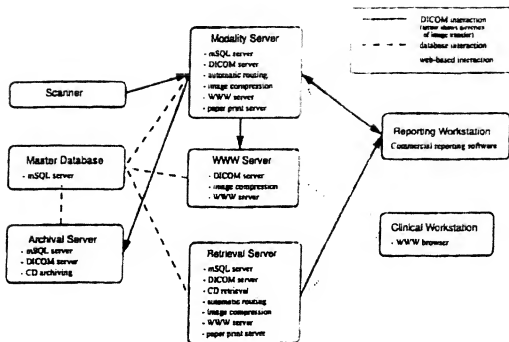 Modality Server
- mSQL server
- DICOM server
- automatic routing
- image compression
- WWW server
- paper print server
DICOM interaction
(arrow shows direction
of image transfer)
database interaction
web-based interaction
Scanner
Master Database
- mSQL server
WWW Server
- DICOM server
- image compression
- WWW server
Reporting Workstation
Commercial reporting software
Archival Server
- mSQL server
- DICOM server
- CD archiving
Retrieval Server
- mSQL server
- DICOM server
- CD retrieval
- automatic routing
- image compression
- WWW server
- paper print server
Clinical Workstation
- WWW browser